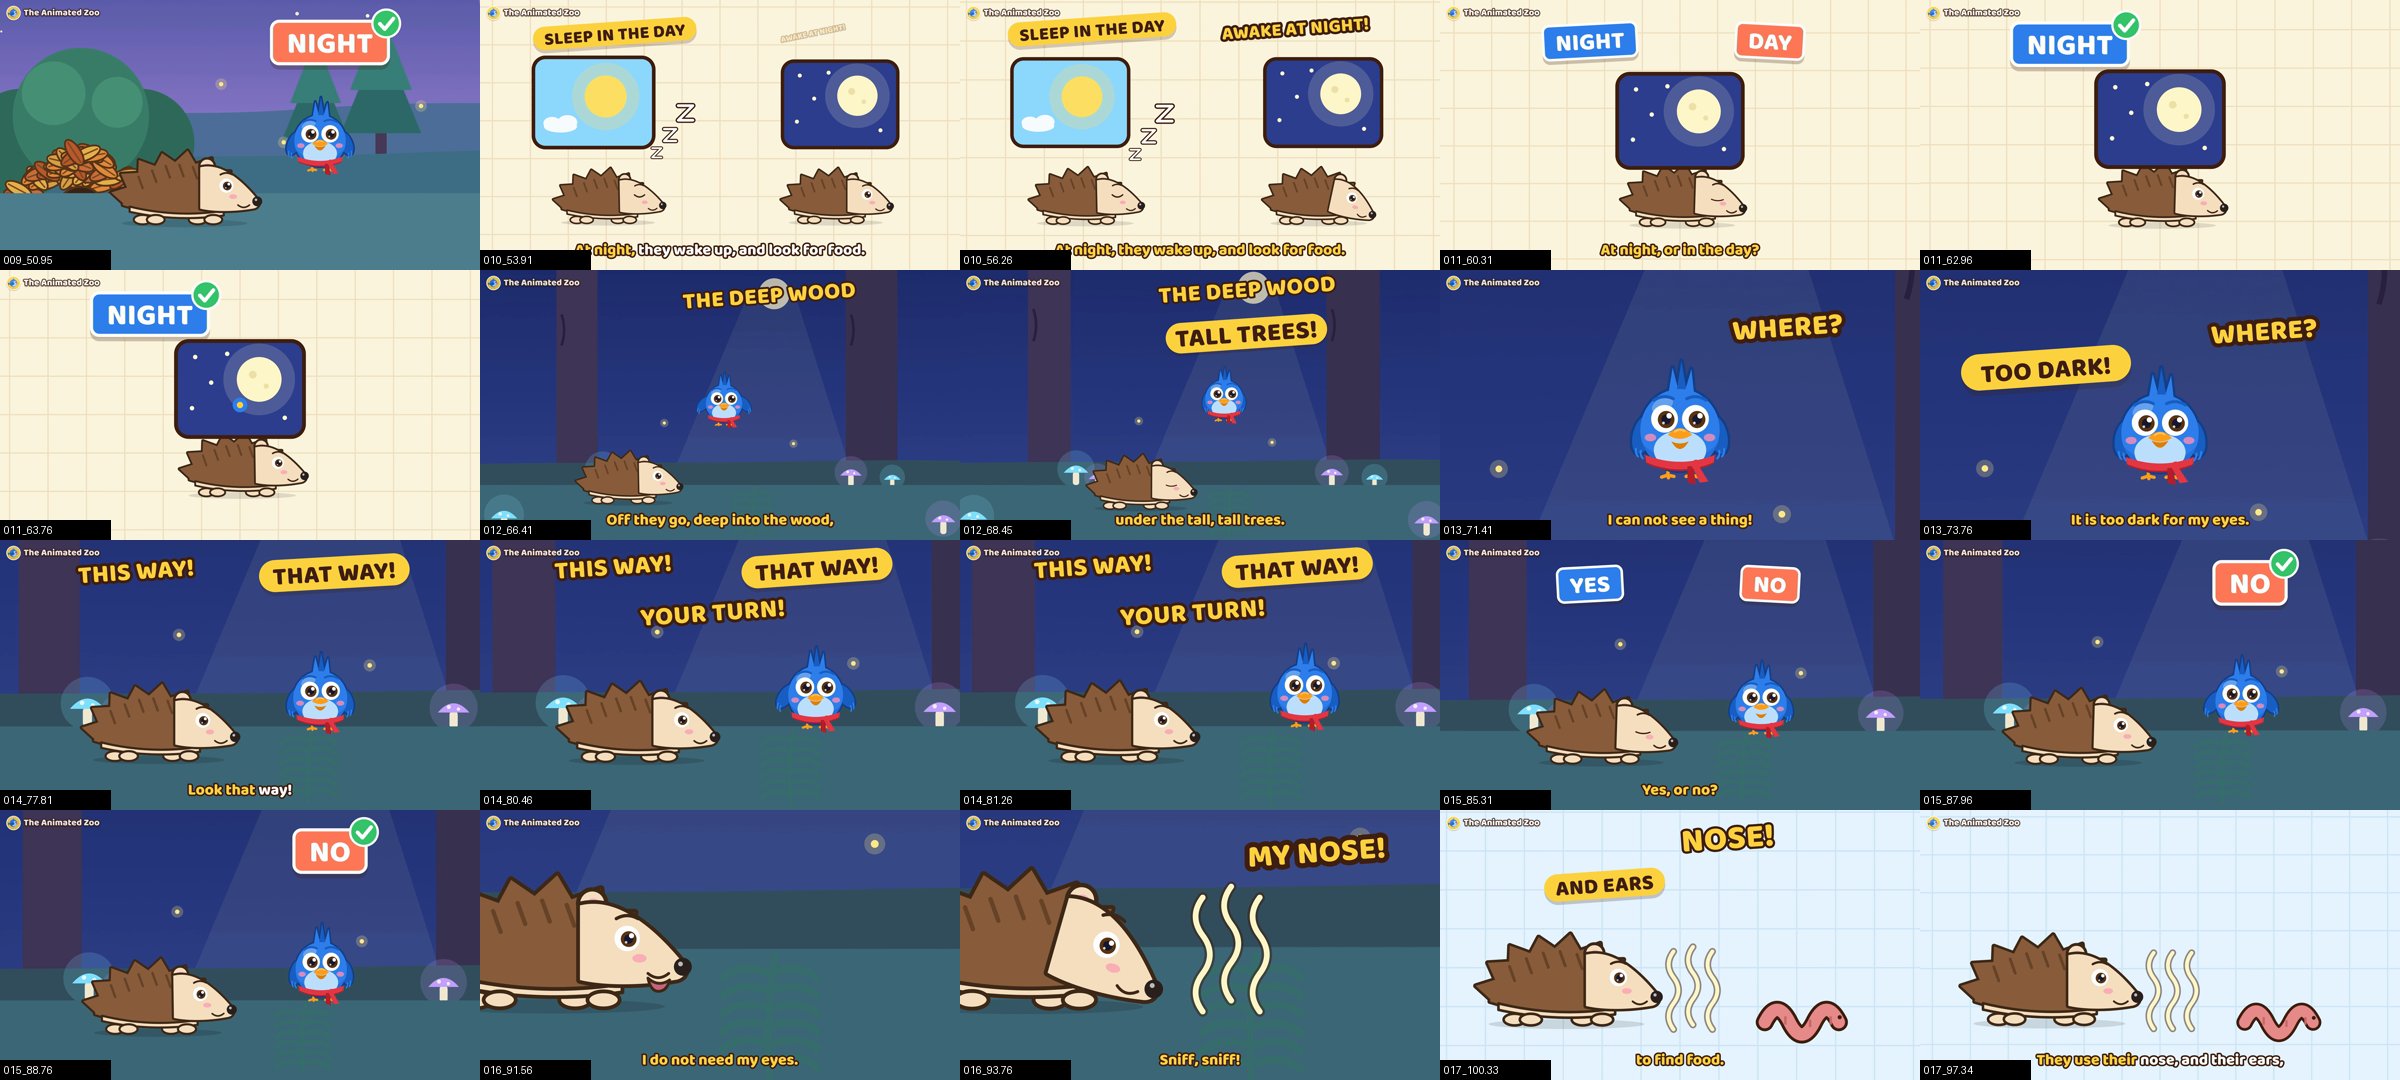 The Animated Zoo
NIGHT
009_50.95
The Animated Zoo
SLEEP IN THE DAY
AWAKE AT NIGHT!
At night, they wake up, and look for food.
010_53.91
The Animated Zoo
SLEEP IN THE DAY
AWAKE AT NIGHT!
At night, they wake up, and look for food.
010_56.26
The Animated Zoo
NIGHT
DAY
At night, or in the day?
011_60.31
The Animated Zoo
NIGHT
011_62.96
The Animated Zoo
NIGHT
011_63.76
The Animated Zoo
THE DEEP WOOD
Off they go, deep into the wood,
012_66.41
The Animated Zoo
THE DEEP WOOD
TALL TREES!
under the tall, tall trees.
012_68.45
The Animated Zoo
WHERE?
I can not see a thing!
013_71.41
The Animated Zoo
WHERE?
TOO DARK!
It is too dark for my eyes.
013_73.76
The Animated Zoo
THIS WAY!
THAT WAY!
Look that way!
014_77.81
The Animated Zoo
THIS WAY!
THAT WAY!
YOUR TURN!
014_80.46
The Animated Zoo
THIS WAY!
THAT WAY!
YOUR TURN!
014_81.26
The Animated Zoo
YES
NO
Yes, or no?
015_85.31
The Animated Zoo
NO
015_87.96
The Animated Zoo
NO
015_88.76
The Animated Zoo
I do not need my eyes.
016_91.56
The Animated Zoo
MY NOSE!
Sniff, sniff!
016_93.76
The Animated Zoo
NOSE!
AND EARS
to find food.
017_100.33
The Animated Zoo
They use their nose, and their ears,
017_97.34